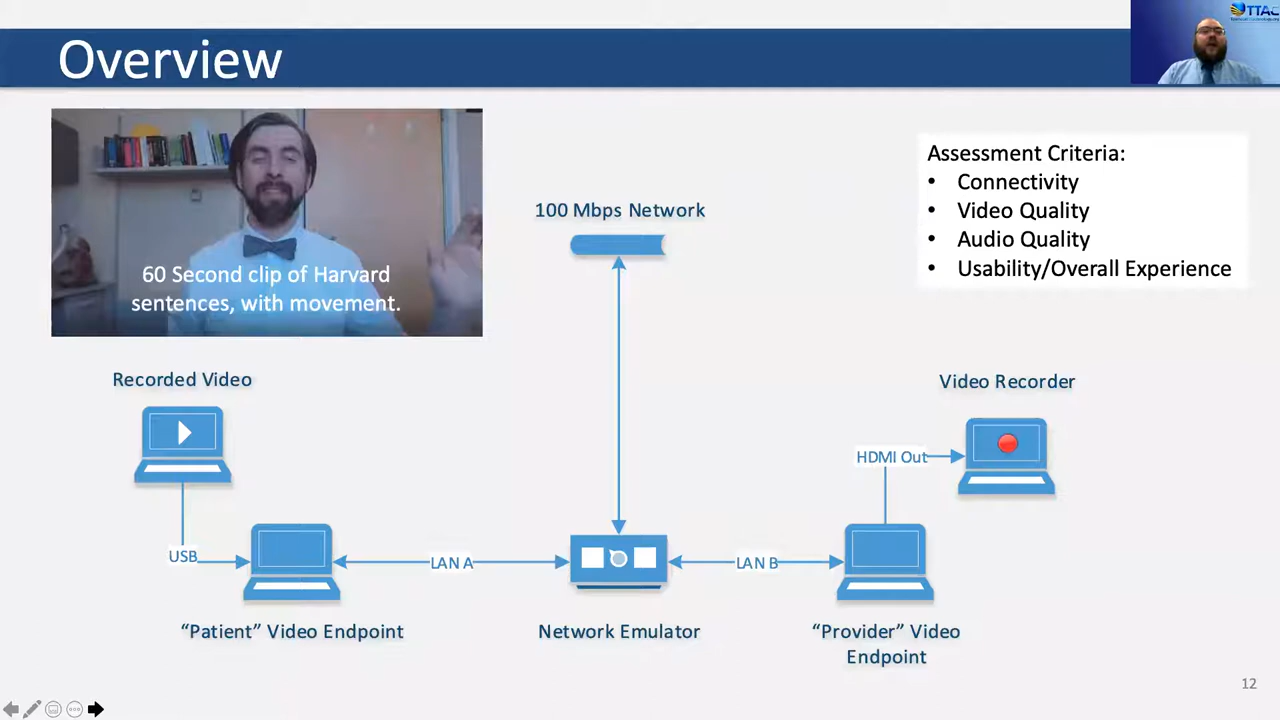 Overview
TTAC
60 Second clip of Harvard
sentences, with movement.
100 Mbps Network
Assessment Criteria:
• Connectivity
• Video Quality
• Audio Quality
• Usability/Overall Experience
Recorded Video
Video Recorder
HDMI Out
USB
LAN A
LAN B
“Patient” Video Endpoint
Network Emulator
“Provider” Video
Endpoint
12